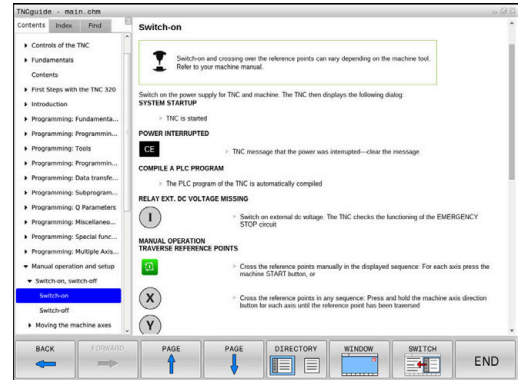 TNCguide - main.chm
Contents Index Find
Controls of the TNC
Fundamentals
Contents
First Steps with the TNC 320
Introduction
Programming: Fundamenta...
Programming: Programmin...
Programming: Tools
Programming: Programmin...
Programming: Data transfe...
Programming: Subprogram...
Programming: Q Parameters
Programming: Miscellaneo...
Programming: Special func...
Programming: Multiple Axis...
Manual operation and setup
Switch-on, switch-off
Switch-on
Switch-off
Moving the machine axes
Switch-on
Switch-on and crossing over the reference points can vary depending on the machine tool.
Refer to your machine manual.
Switch on the power supply for TNC and machine. The TNC then displays the following dialog:
SYSTEM STARTUP
TNC is started
POWER INTERRUPTED
CE
TNC message that the power was interrupted—clear the message
COMPILE A PLC PROGRAM
The PLC program of the TNC is automatically compiled
RELAY EXT. DC VOLTAGE MISSING
I
Switch on external dc voltage. The TNC checks the functioning of the EMERGENCY
STOP circuit
MANUAL OPERATION
TRAVERSE REFERENCE POINTS
Cross the reference points manually in the displayed sequence: For each axis press the
machine START button, or
X
Cross the reference points in any sequence: Press and hold the machine axis direction
button for each axis until the reference point has been traversed
Y
BACK FORWARD PAGE PAGE DIRECTORY WINDOW SWITCH END